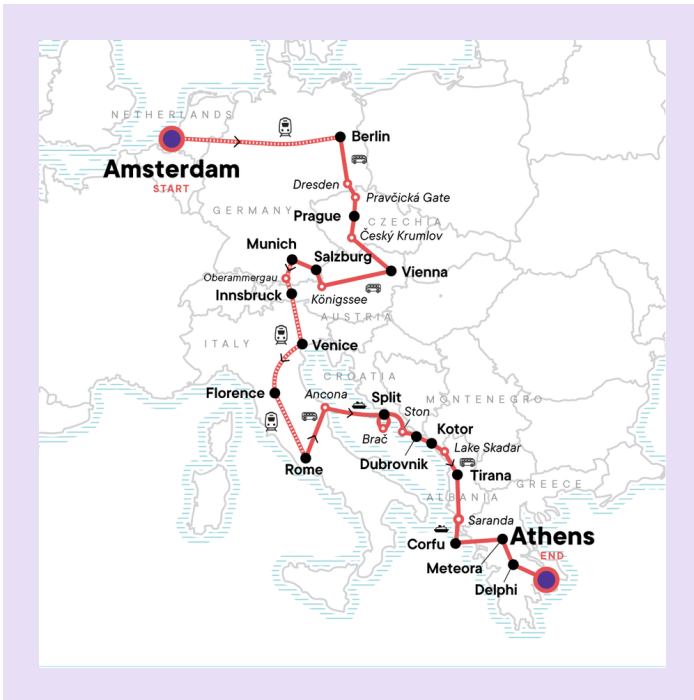 NETHERLANDS
Berlin
Amsterdam
START
Dresden
Pravčická Gate
GERMANY
Prague
CZECHIA
Český Krumlov
Munich
Salzburg
Vienna
Oberammergau
Innsbruck
Königssee
AUSTRIA
ITALY
Venice
CROATIA
Florence
Ancona
Split
MONTENEGRO
Ston
Brač
Kotor
Lake Skadar
Dubrovnik
Rome
Tirana
GREECE
ALBANIA
Saranda
Corfu
Athens
END
Meteora
Delphi